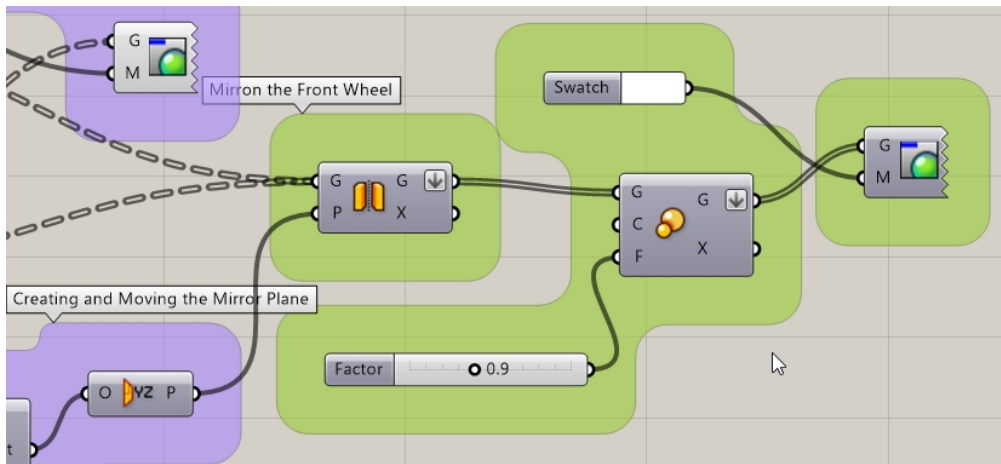 G
M
Mirron the Front Wheel
Swatch
G
M
G G
P X
G G
C
F X
Creating and Moving the Mirror Plane
Factor 0.9
O YZ P
t